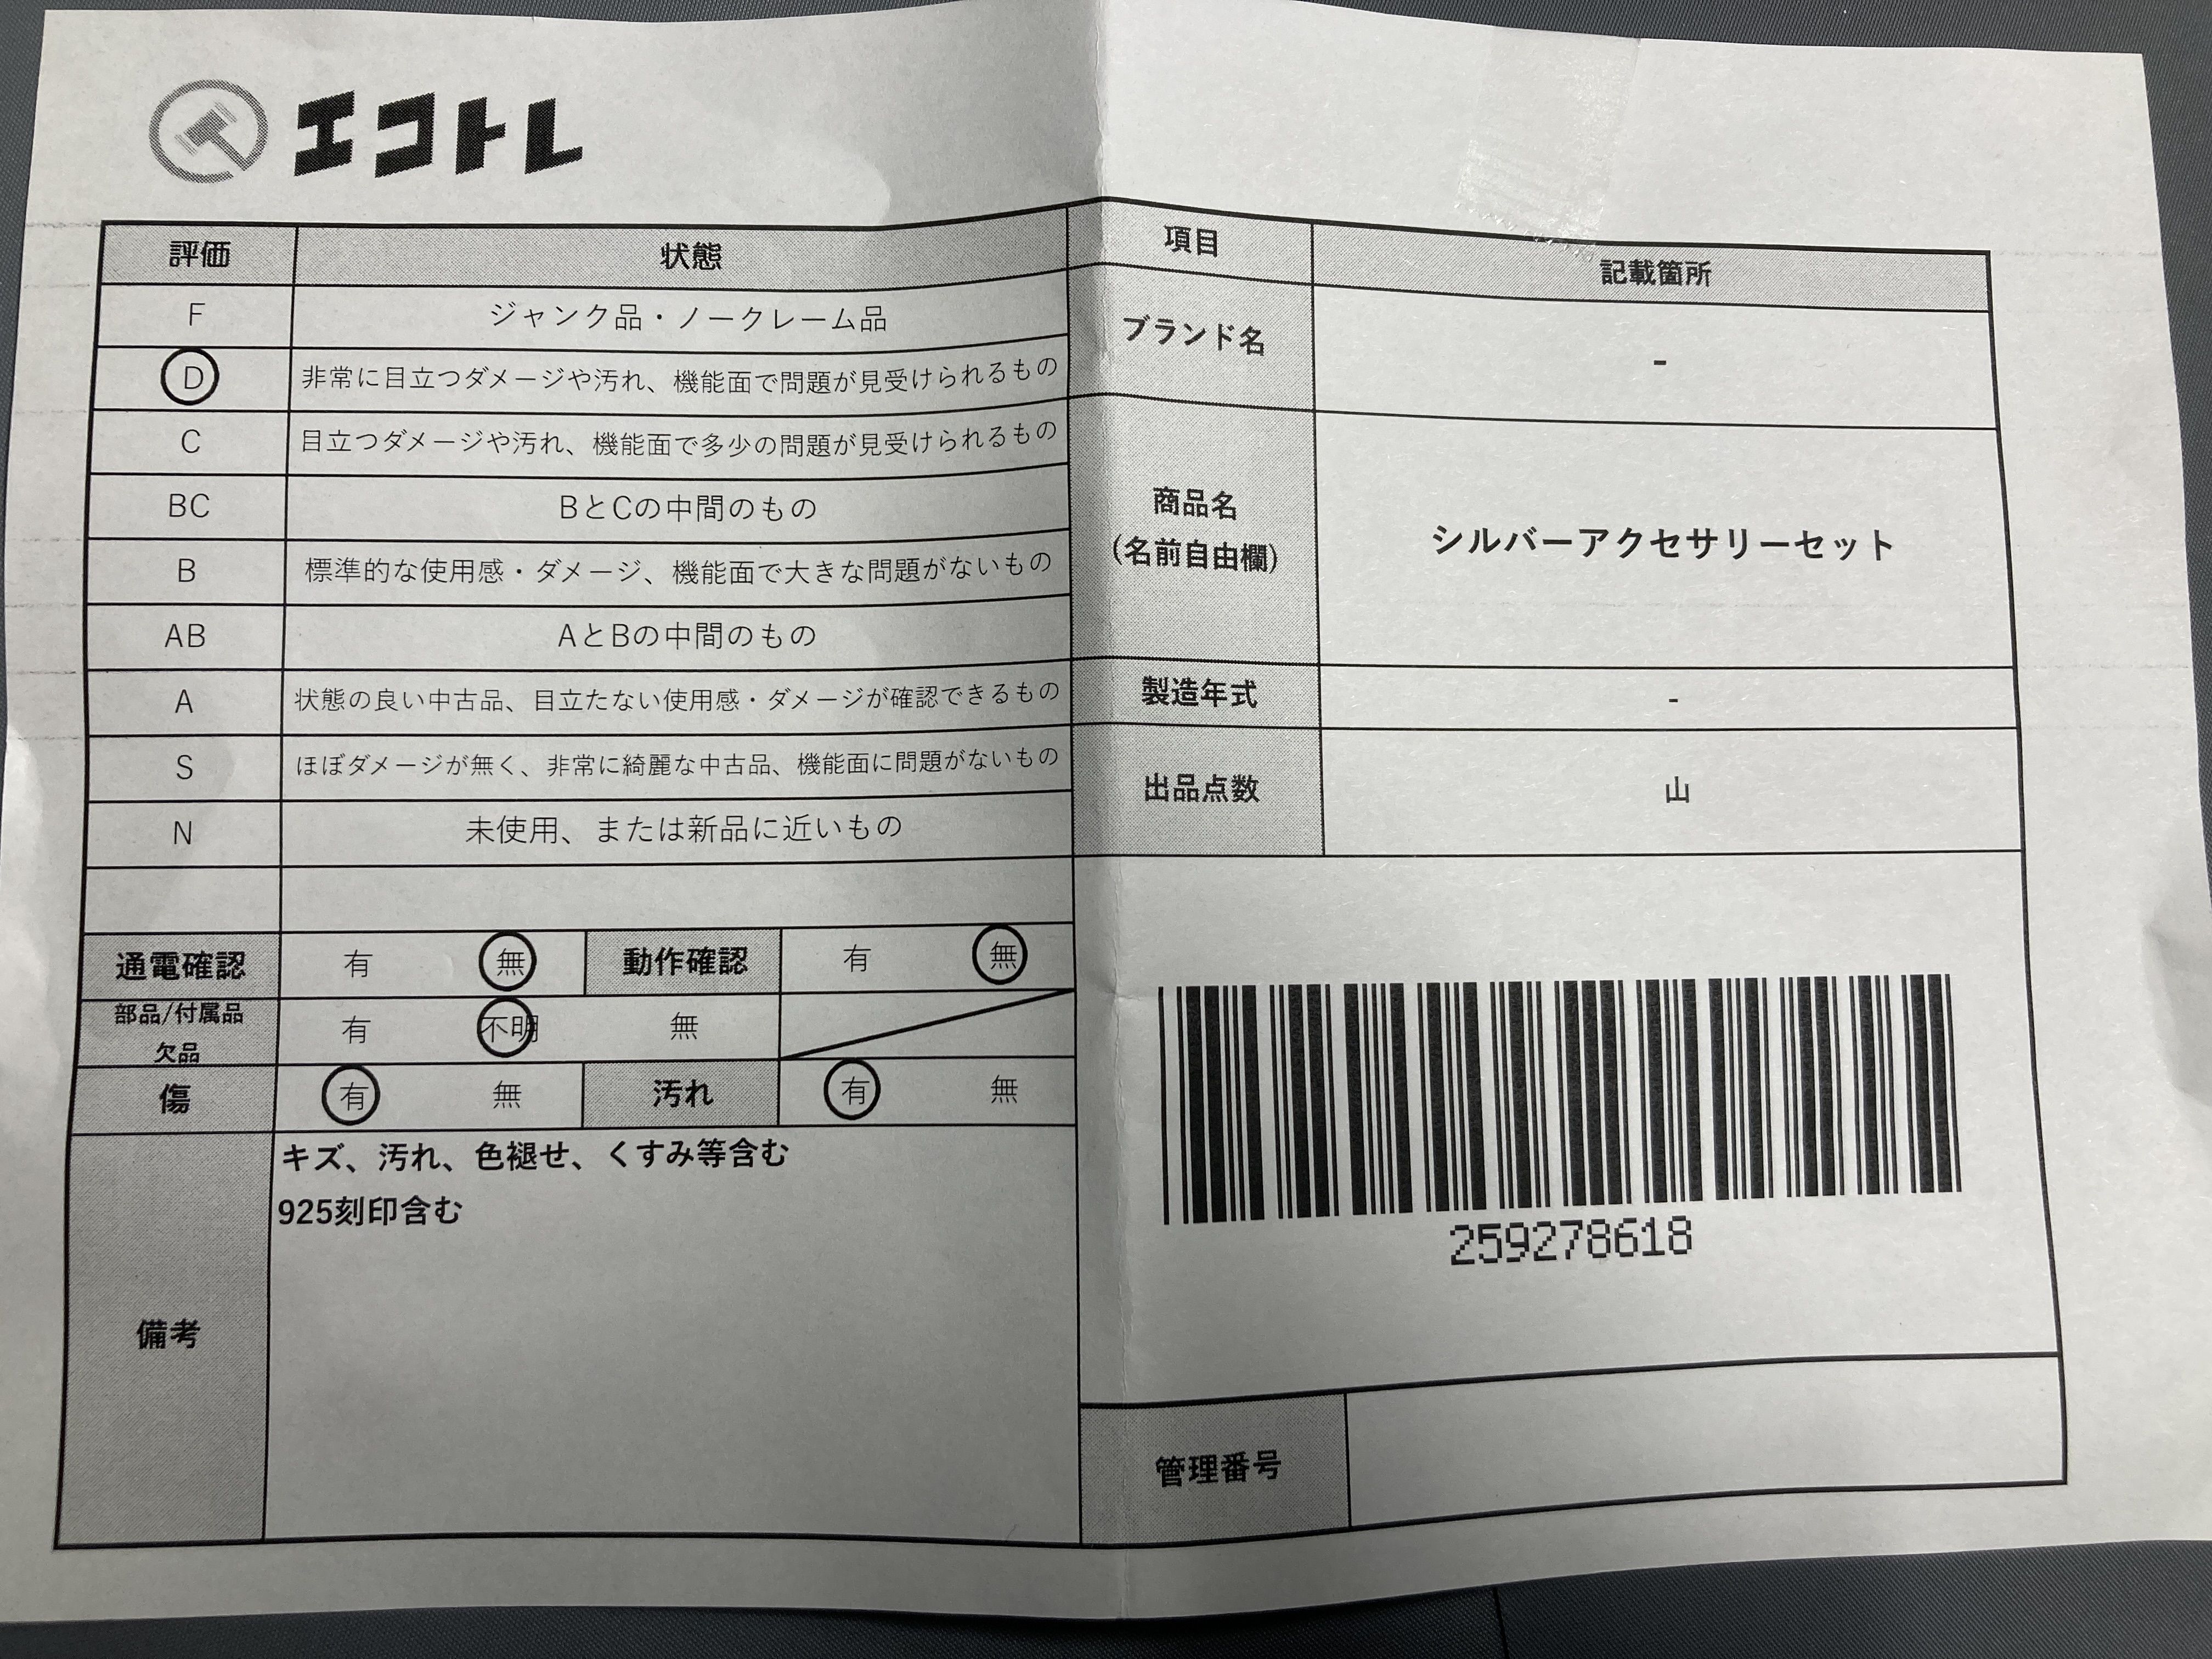 エコトレ
評価 状態
F ジャンク品・ノークレーム品
D 非常に目立つダメージや汚れ、機能面で問題が見受けられるもの
C 目立つダメージや汚れ、機能面で多少の問題が見受けられるもの
BC BとCの中間のもの
B 標準的な使用感・ダメージ、機能面で大きな問題がないもの
AB AとBの中間のもの
A 状態の良い中古品、目立たない使用感・ダメージが確認できるもの
S ほぼダメージが無く、非常に綺麗な中古品、機能面に問題がないもの
N 未使用、または新品に近いもの
通電確認 有 無 動作確認 有 無
部品/付属品
欠品 有 不明 無
傷 有 無 汚れ 有 無
備考
キズ、汚れ、色褪せ、くすみ等含む
925刻印含む
項目 記載箇所
ブランド名 -
商品名
(名前自由欄)
シルバーアクセサリーセット
製造年式 -
出品点数 山
259278618
管理番号